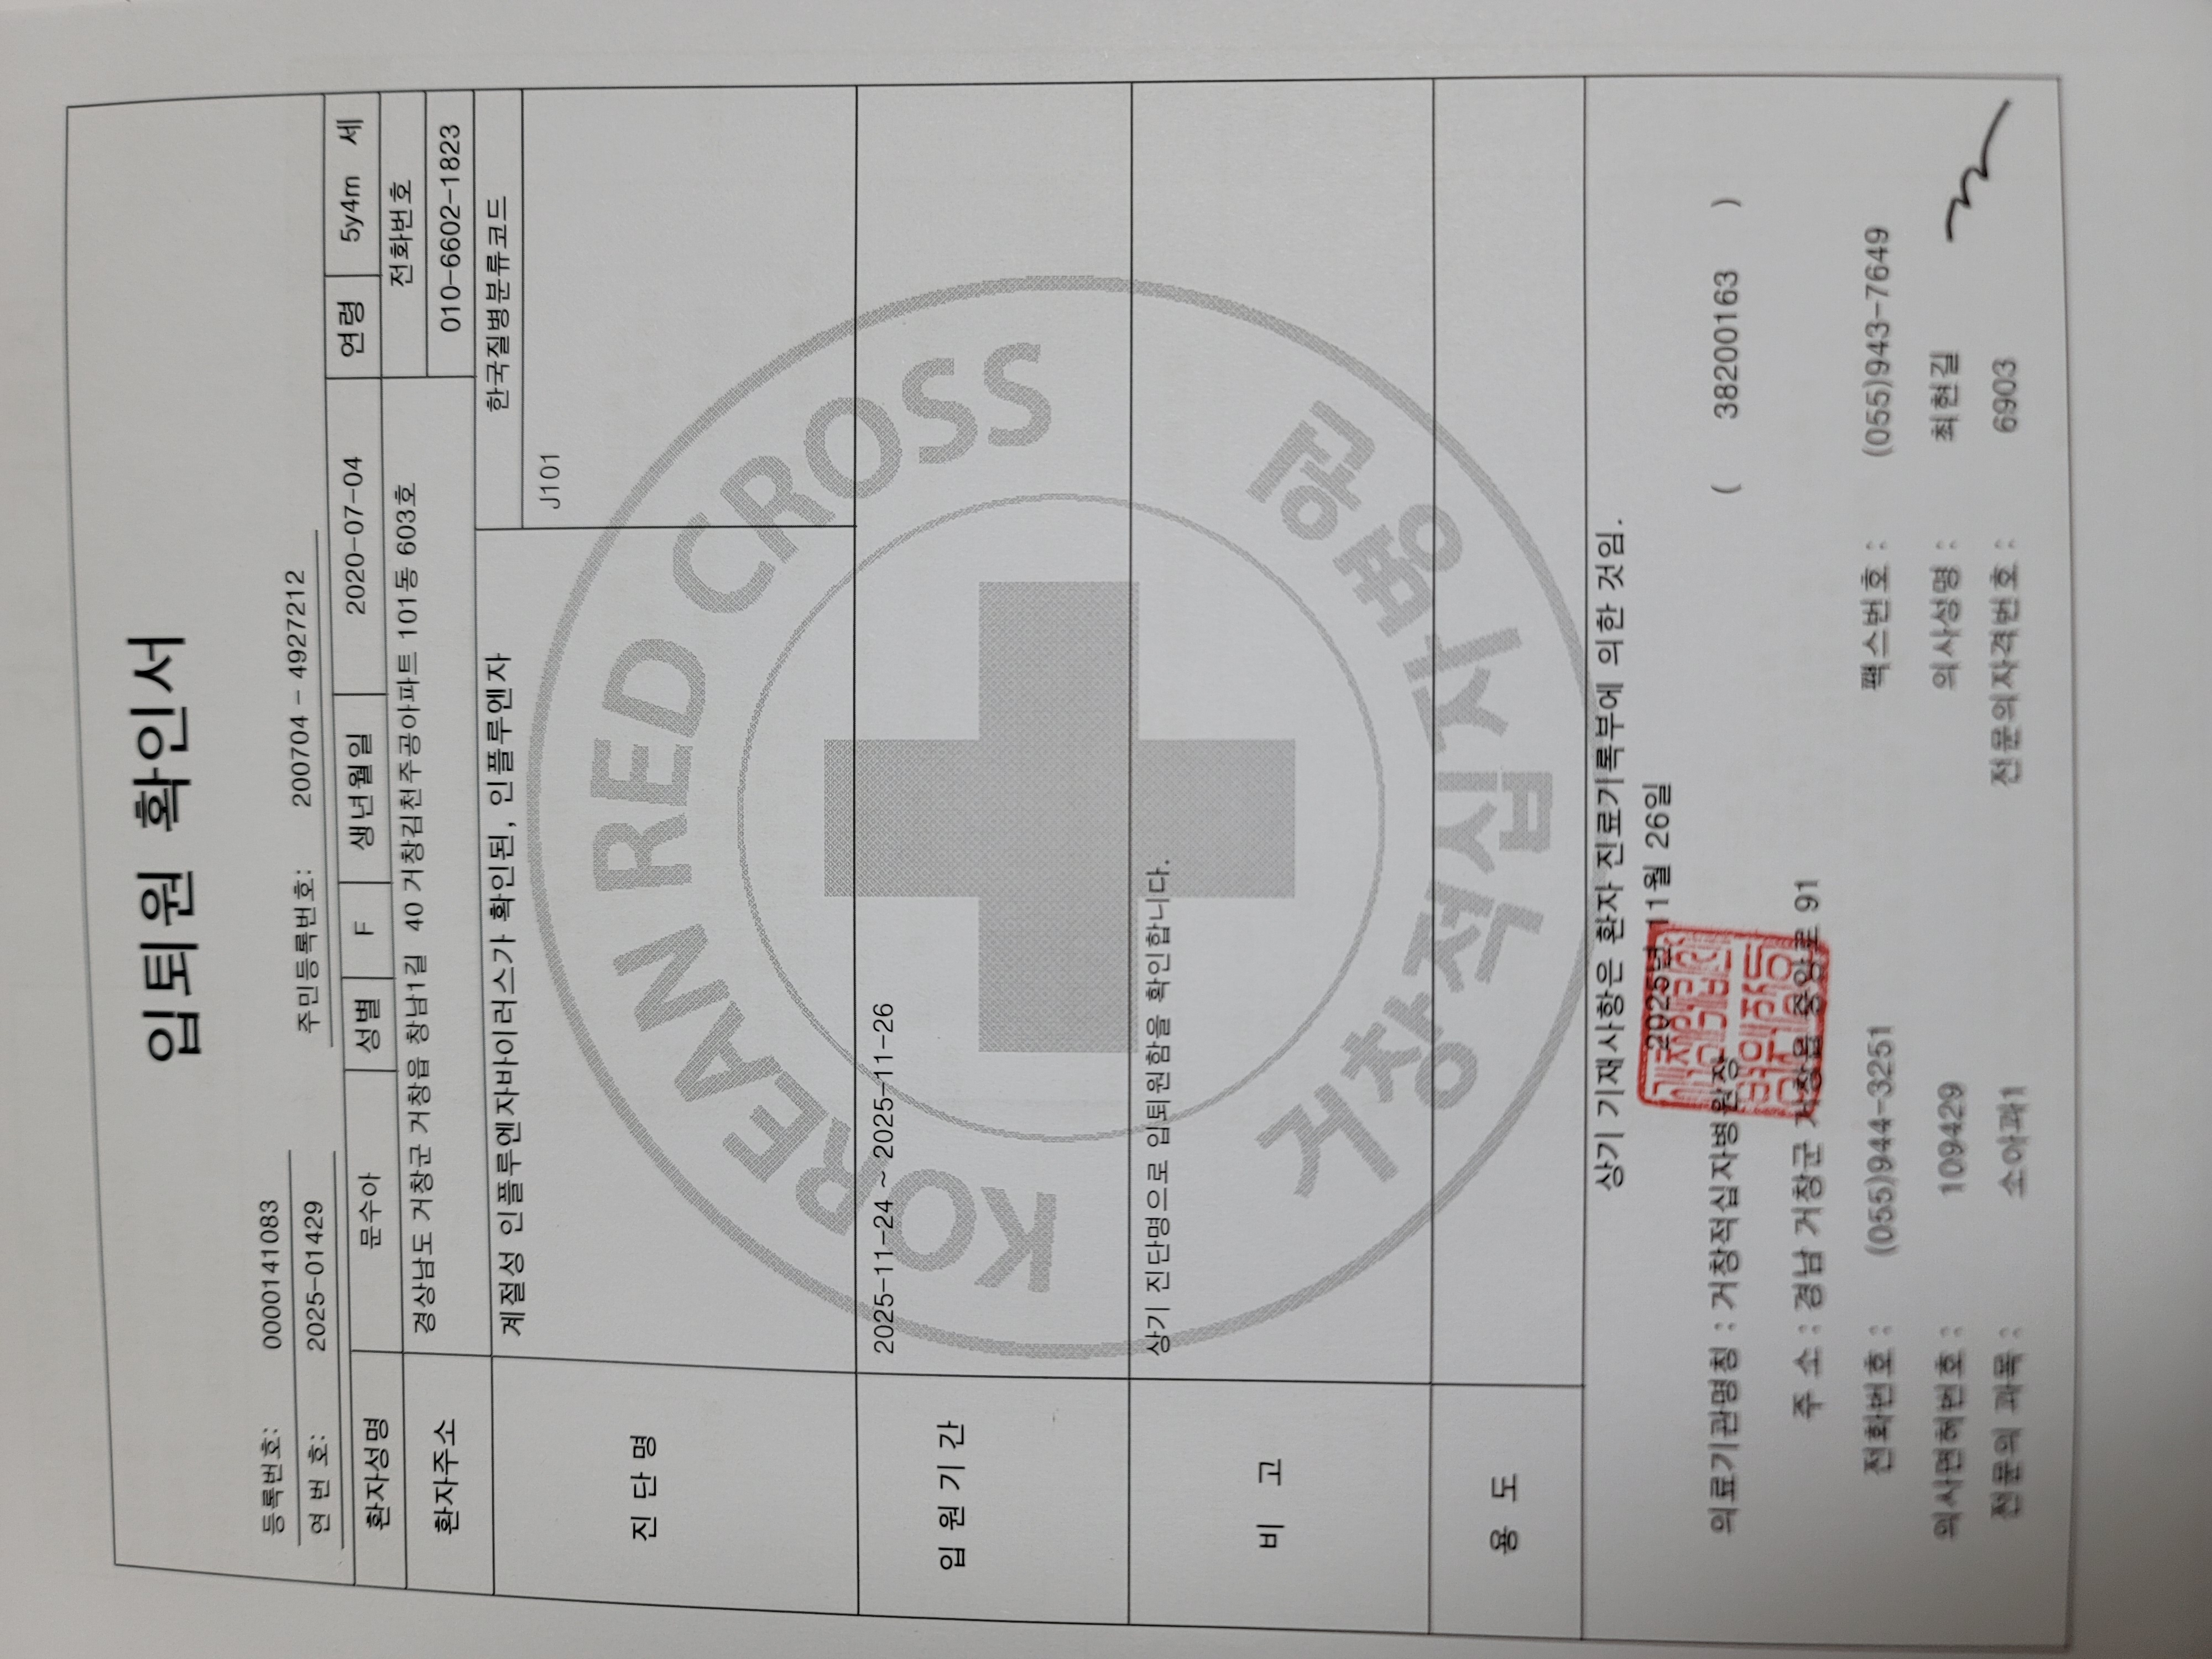 입퇴원 확인서
등록번호: 0000141083
연 번 호: 2025-01429 주민등록번호: 200704 - 4927212
환자성명 문수아 성별 F 생년월일 2020-07-04 연령 5y4m 세
환자주소 경상남도 거창군 거창읍 창남1길 40 거창김천주공아파트 101동 603호 전화번호
010-6602-1823
진 단 명 계절성 인플루엔자바이러스가 확인된, 인플루엔자 한국질병분류코드
J101
입 원 기 간 2025-11-24 ~ 2025-11-26
비 고 상기 진단명으로 입퇴원함을 확인합니다.
용 도
KOREAN RED CROSS
거창적십자병원
상기 기재사항은 환자 진료기록부에 의한 것임.
2025년 11월 26일
의료기관명칭 : 거창적십자병원장 ( 38200163 )
주 소 : 경남 거창군 거창읍 중앙로 91
전화번호 : (055)944-3251 팩스번호 : (055)943-7649
의사면허번호 : 109429 의사성명 : 최현길
전문의 과목 : 소아과1 전문의자격번호 : 6903